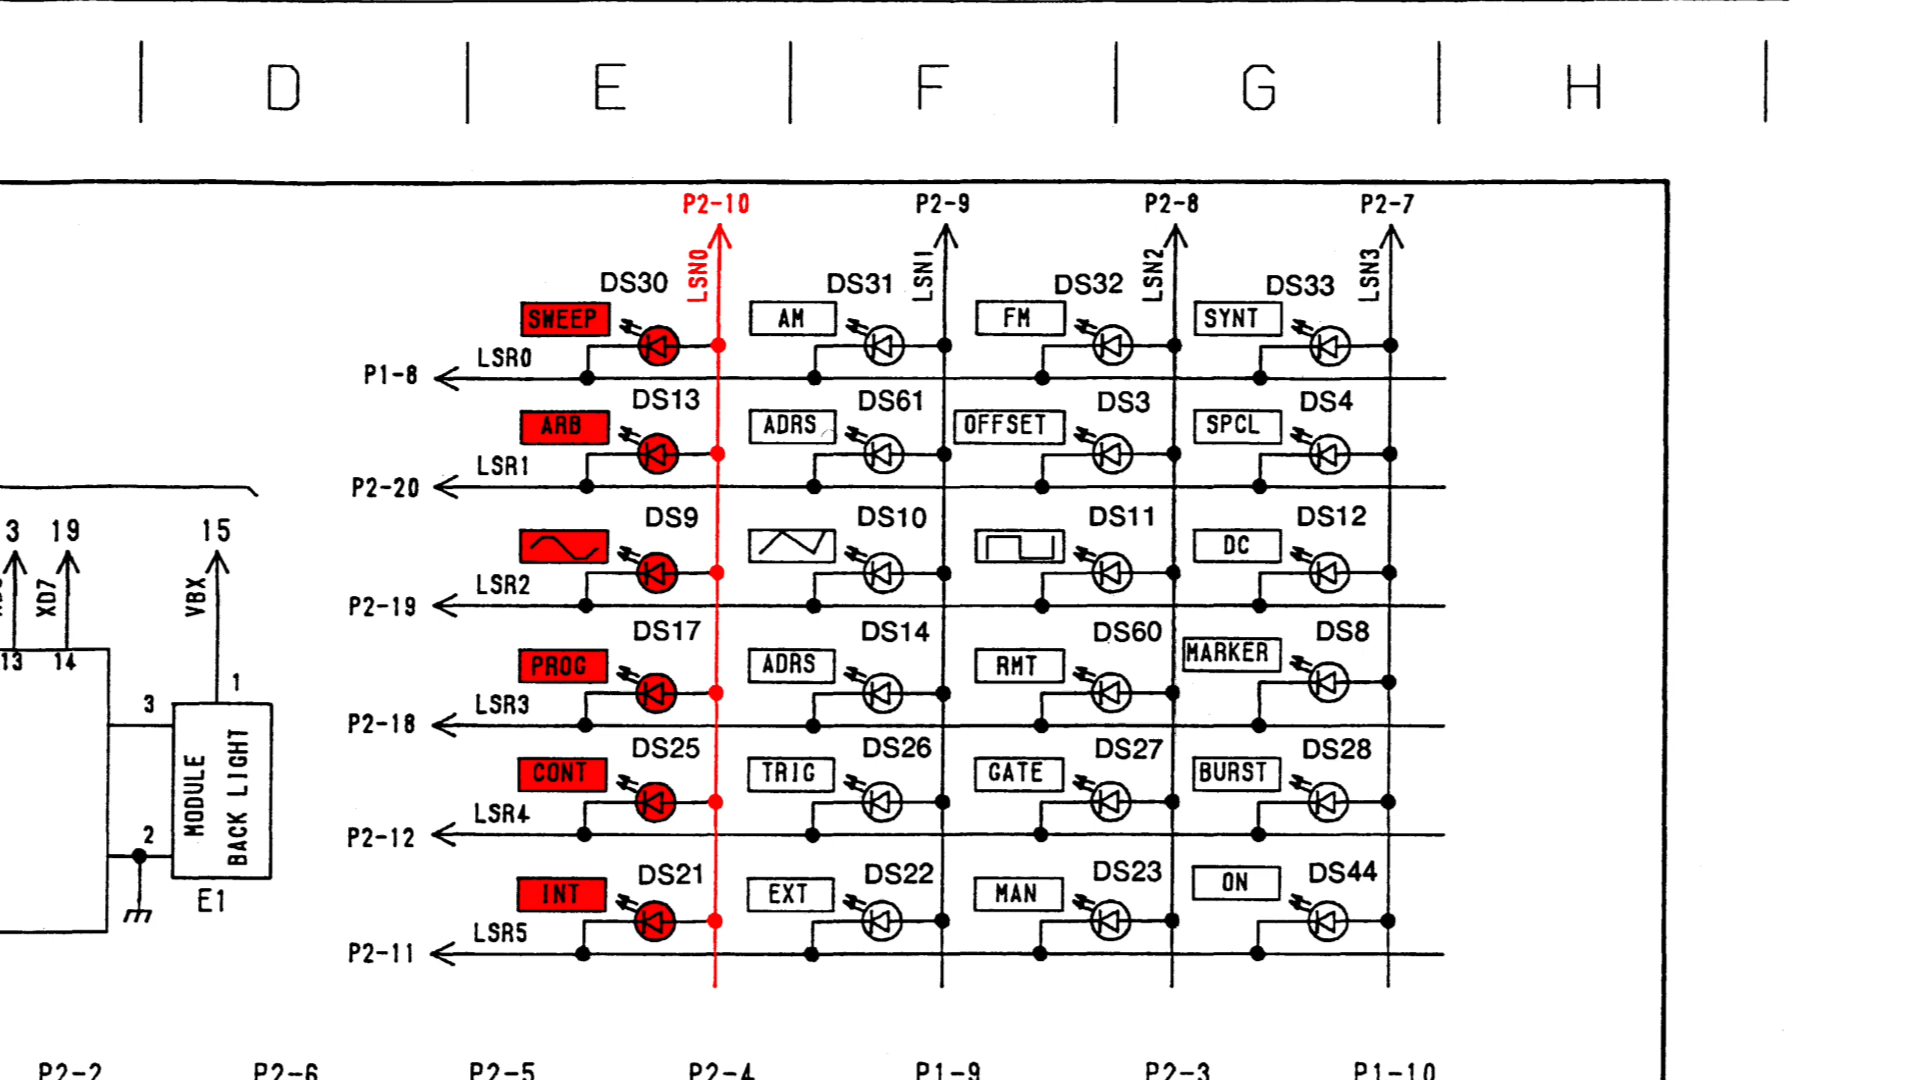 D E F G H
P2-10 P2-9 P2-8 P2-7
LSN0 LSN1 LSN2 LSN3
DS30 DS31 DS32 DS33
SWEEP AM FM SYNT
P1-8 LSR0
DS13 DS61 DS3 DS4
ARB ADRS OFFSET SPCL
P2-20 LSR1
DS9 DS10 DS11 DS12
DC
P2-19 LSR2
DS17 DS14 DS60 DS8
PROG ADRS RMT MARKER
P2-18 LSR3
DS25 DS26 DS27 DS28
CONT TRIG GATE BURST
P2-12 LSR4
DS21 DS22 DS23 DS44
INT EXT MAN ON
P2-11 LSR5
3 19 15
XD7 VBX
13 14
1
3
2
MODULE
BACK LIGHT
E1
P2-2 P2-6 P2-5 P2-4 P1-9 P2-3 P1-10